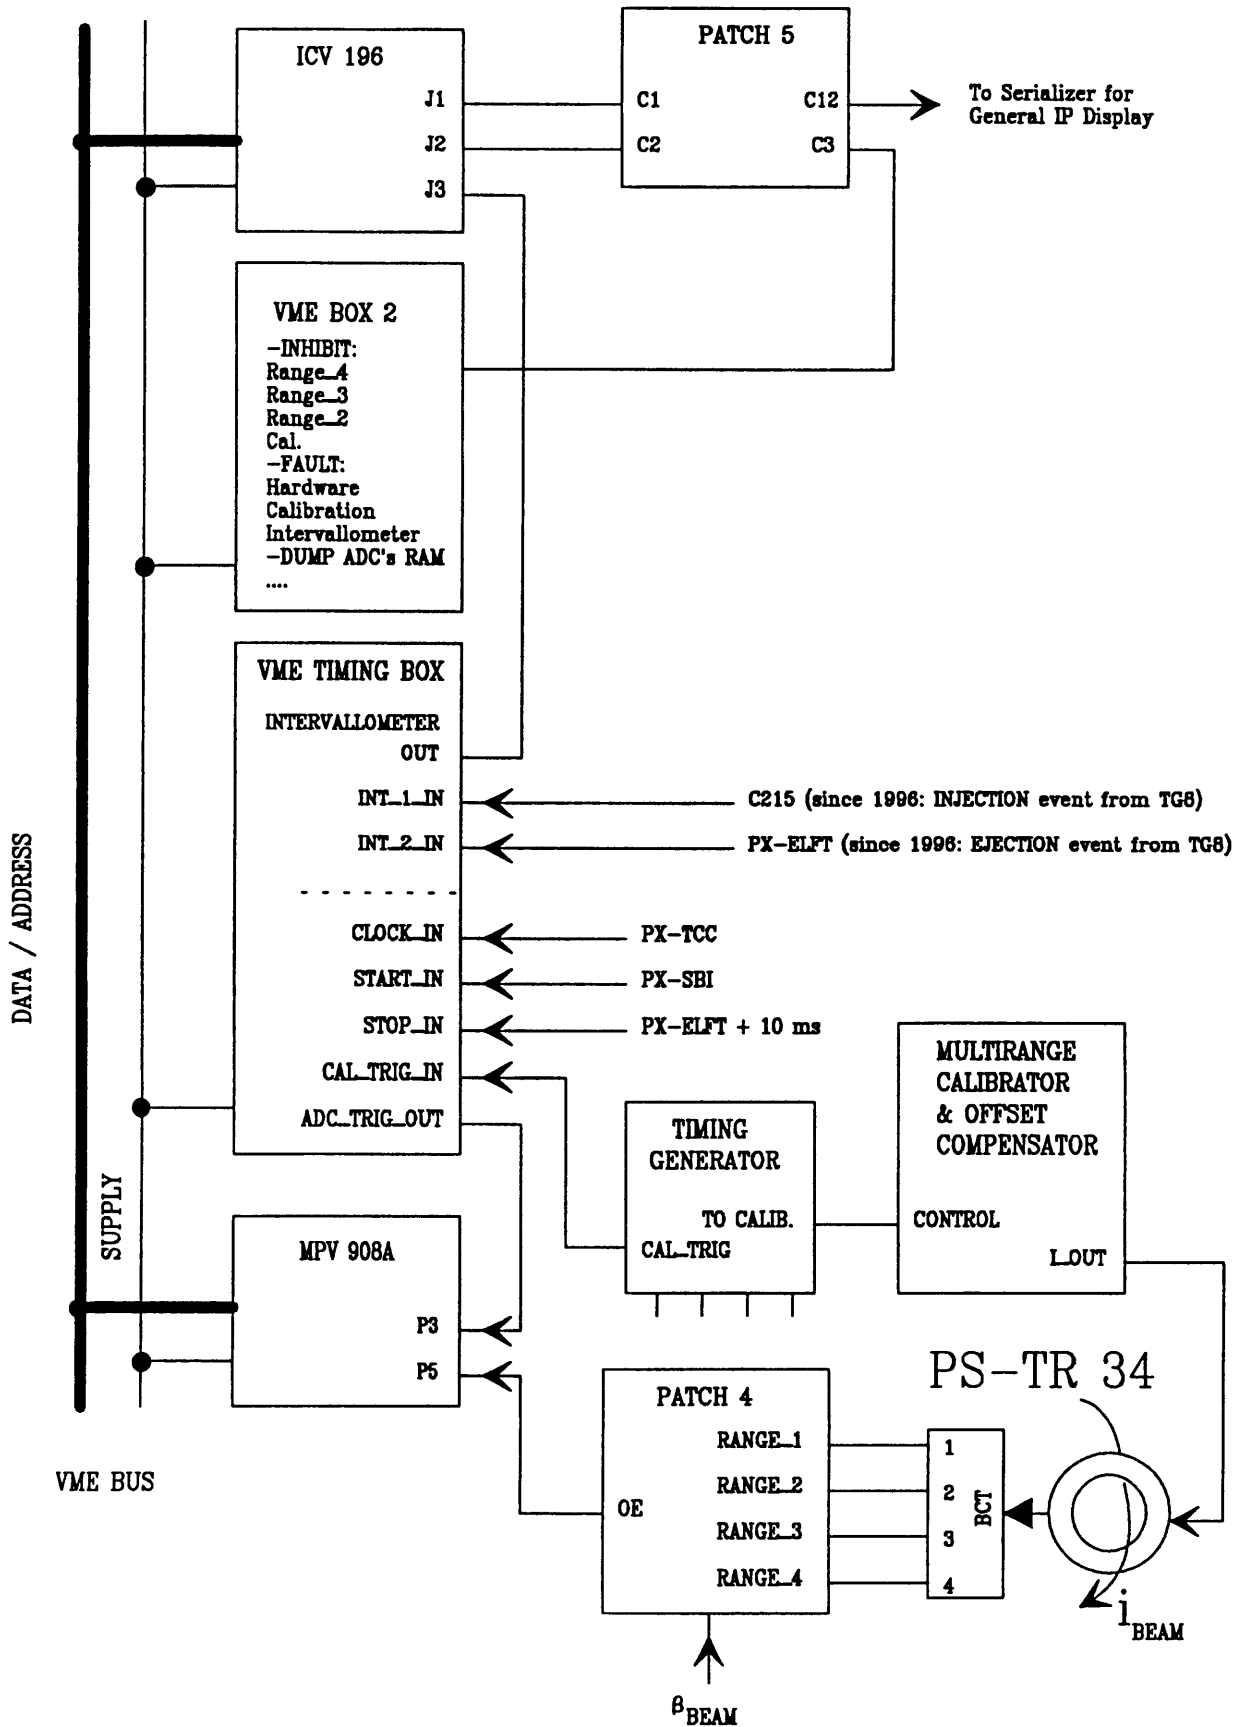 ICV 196
J1
J2
J3
PATCH 5
C1
C2
C12
C3
To Serializer for
General IP Display
VME BOX 2
-INHIBIT:
Range_4
Range_3
Range_2
Cal.
-FAULT:
Hardware
Calibration
Intervallometer
-DUMP ADC's RAM
....
VME TIMING BOX
INTERVALLOMETER
OUT
INT_1_IN
INT_2_IN
CLOCK_IN
START_IN
STOP_IN
CAL_TRIG_IN
ADC_TRIG_OUT
C215 (since 1996: INJECTION event from TG8)
PX-ELFT (since 1996: EJECTION event from TG8)
PX-TCC
PX-SBI
PX-ELFT + 10 ms
DATA / ADDRESS
SUPPLY
VME BUS
TIMING
GENERATOR
TO CALIB.
CAL_TRIG
MULTIRANGE
CALIBRATOR
& OFFSET
COMPENSATOR
CONTROL
I_OUT
MPV 908A
P3
P5
PATCH 4
RANGE_1
RANGE_2
RANGE_3
RANGE_4
OE
1
2
3
4
BCT
PS-TR 34
i BEAM
β BEAM